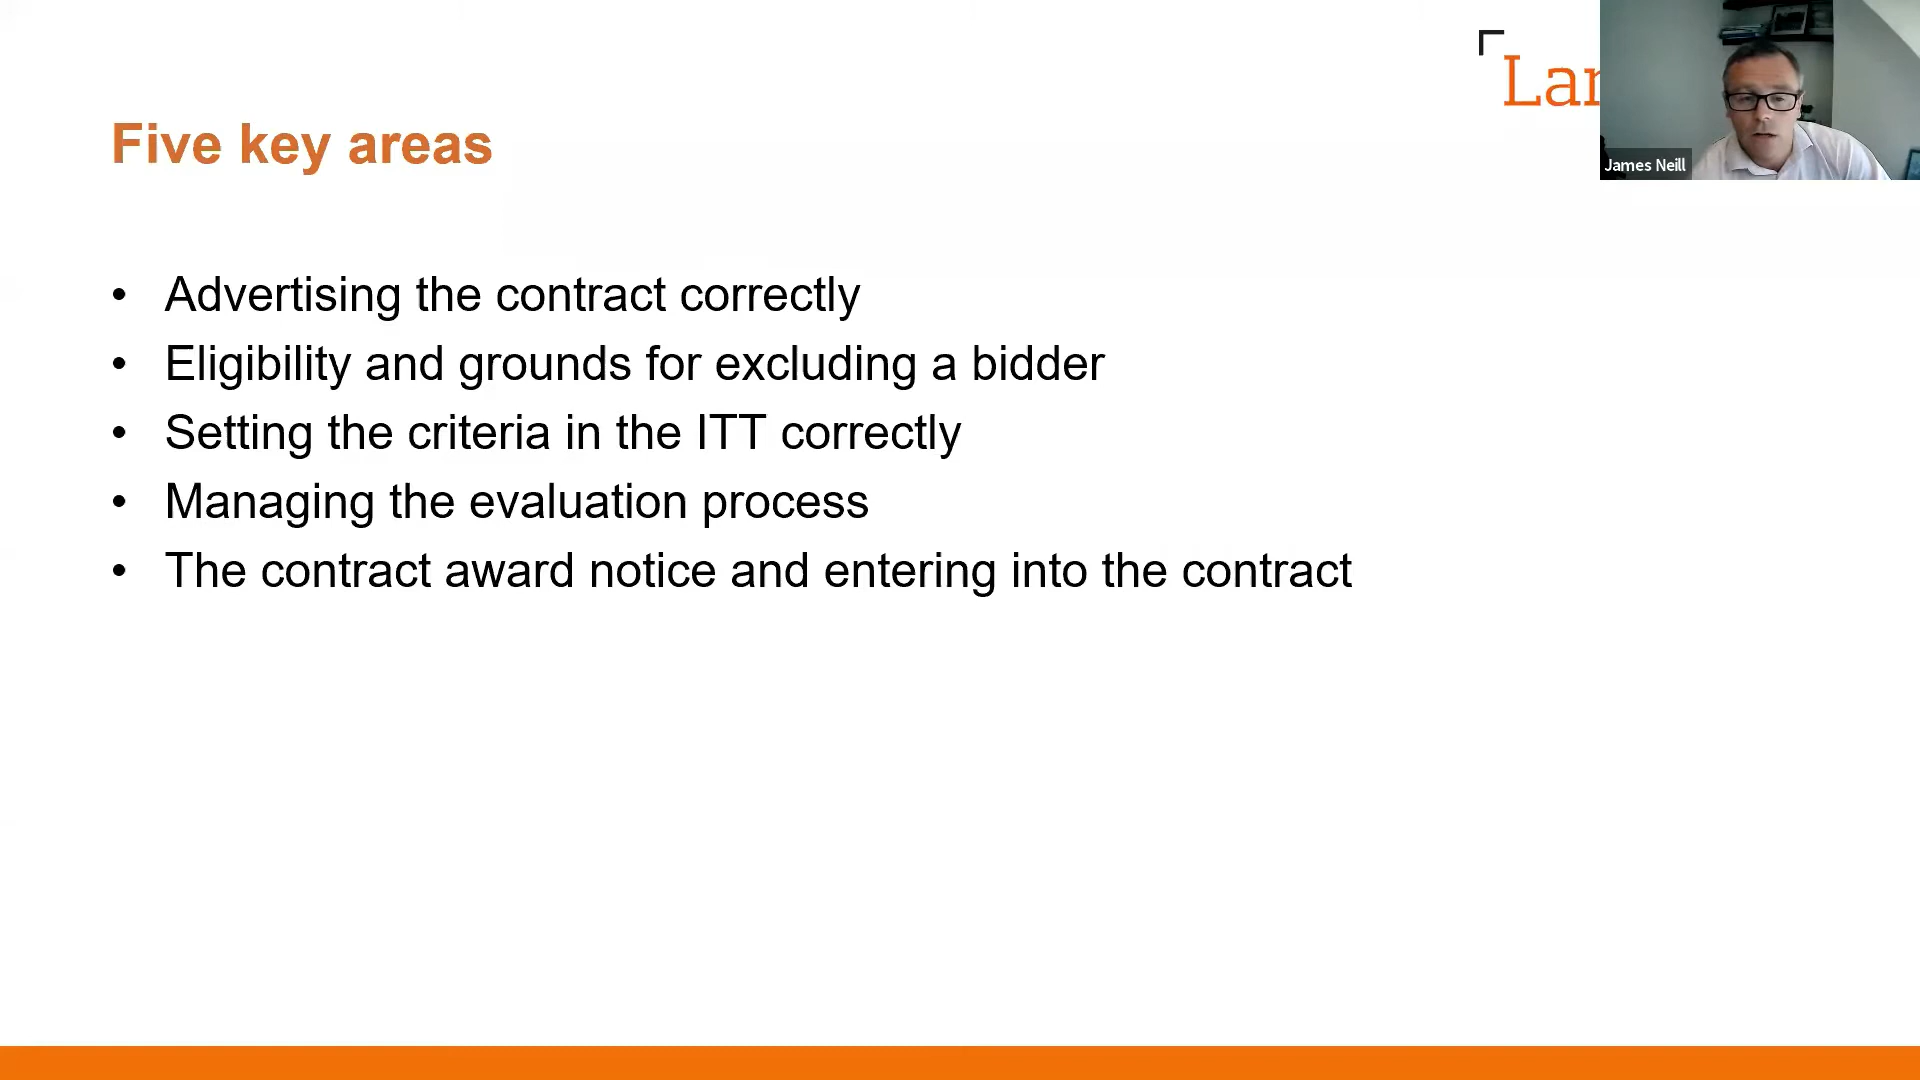 Five key areas
• Advertising the contract correctly
• Eligibility and grounds for excluding a bidder
• Setting the criteria in the ITT correctly
• Managing the evaluation process
• The contract award notice and entering into the contract
James Neill